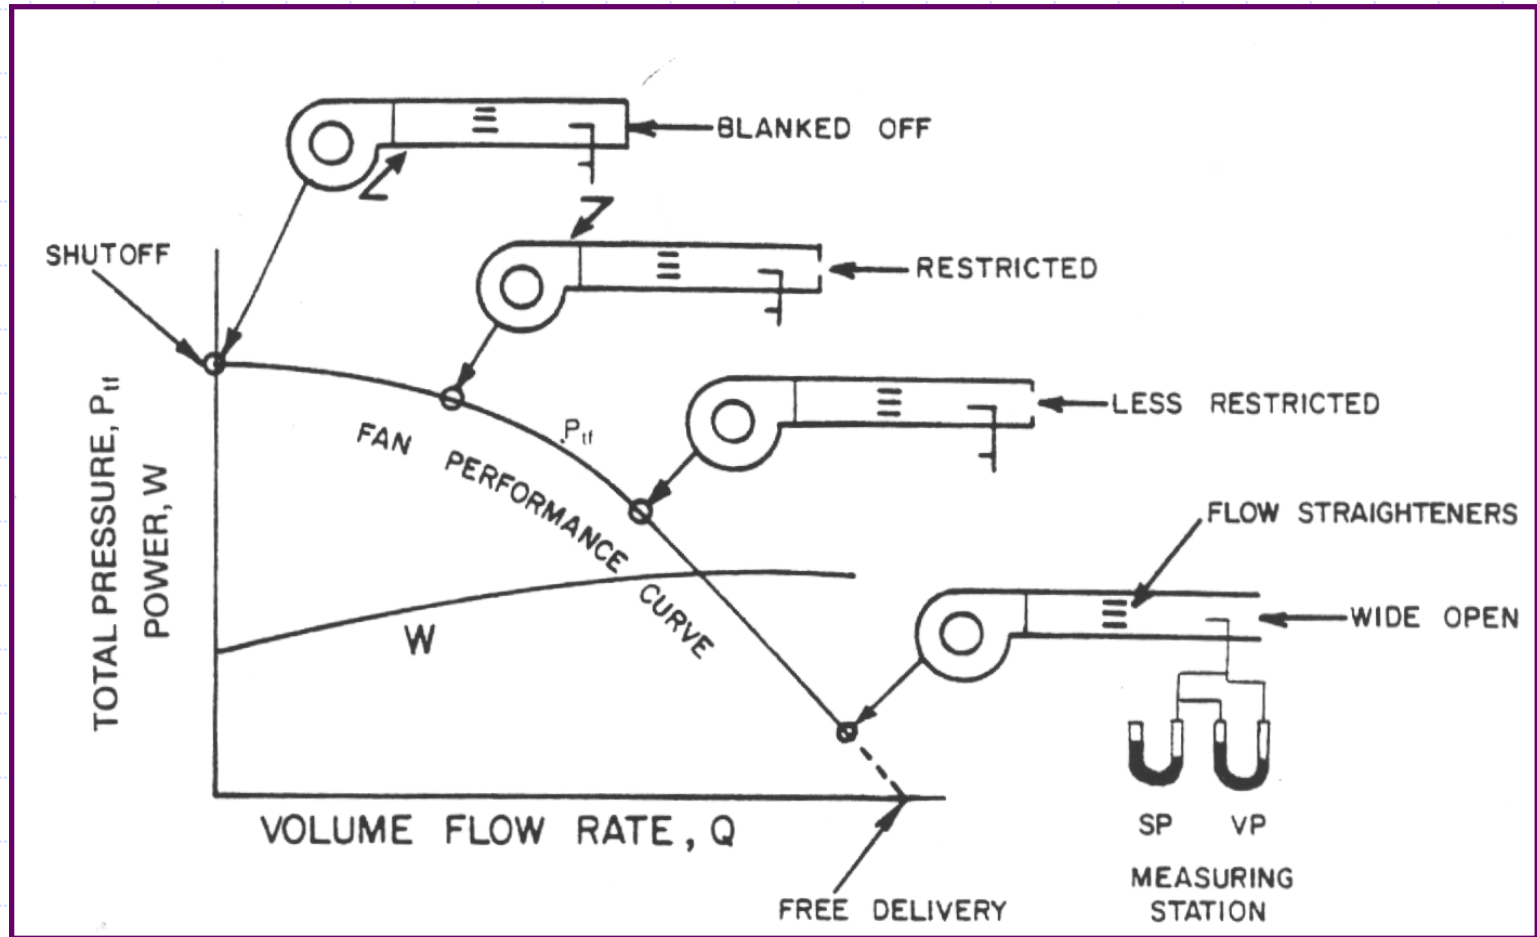 BLANKED OFF
SHUTOFF
RESTRICTED
LESS RESTRICTED
TOTAL PRESSURE, Ptf
POWER, W
Ptf
FAN PERFORMANCE CURVE
FLOW STRAIGHTENERS
WIDE OPEN
W
SP VP
VOLUME FLOW RATE, Q
MEASURING
STATION
FREE DELIVERY